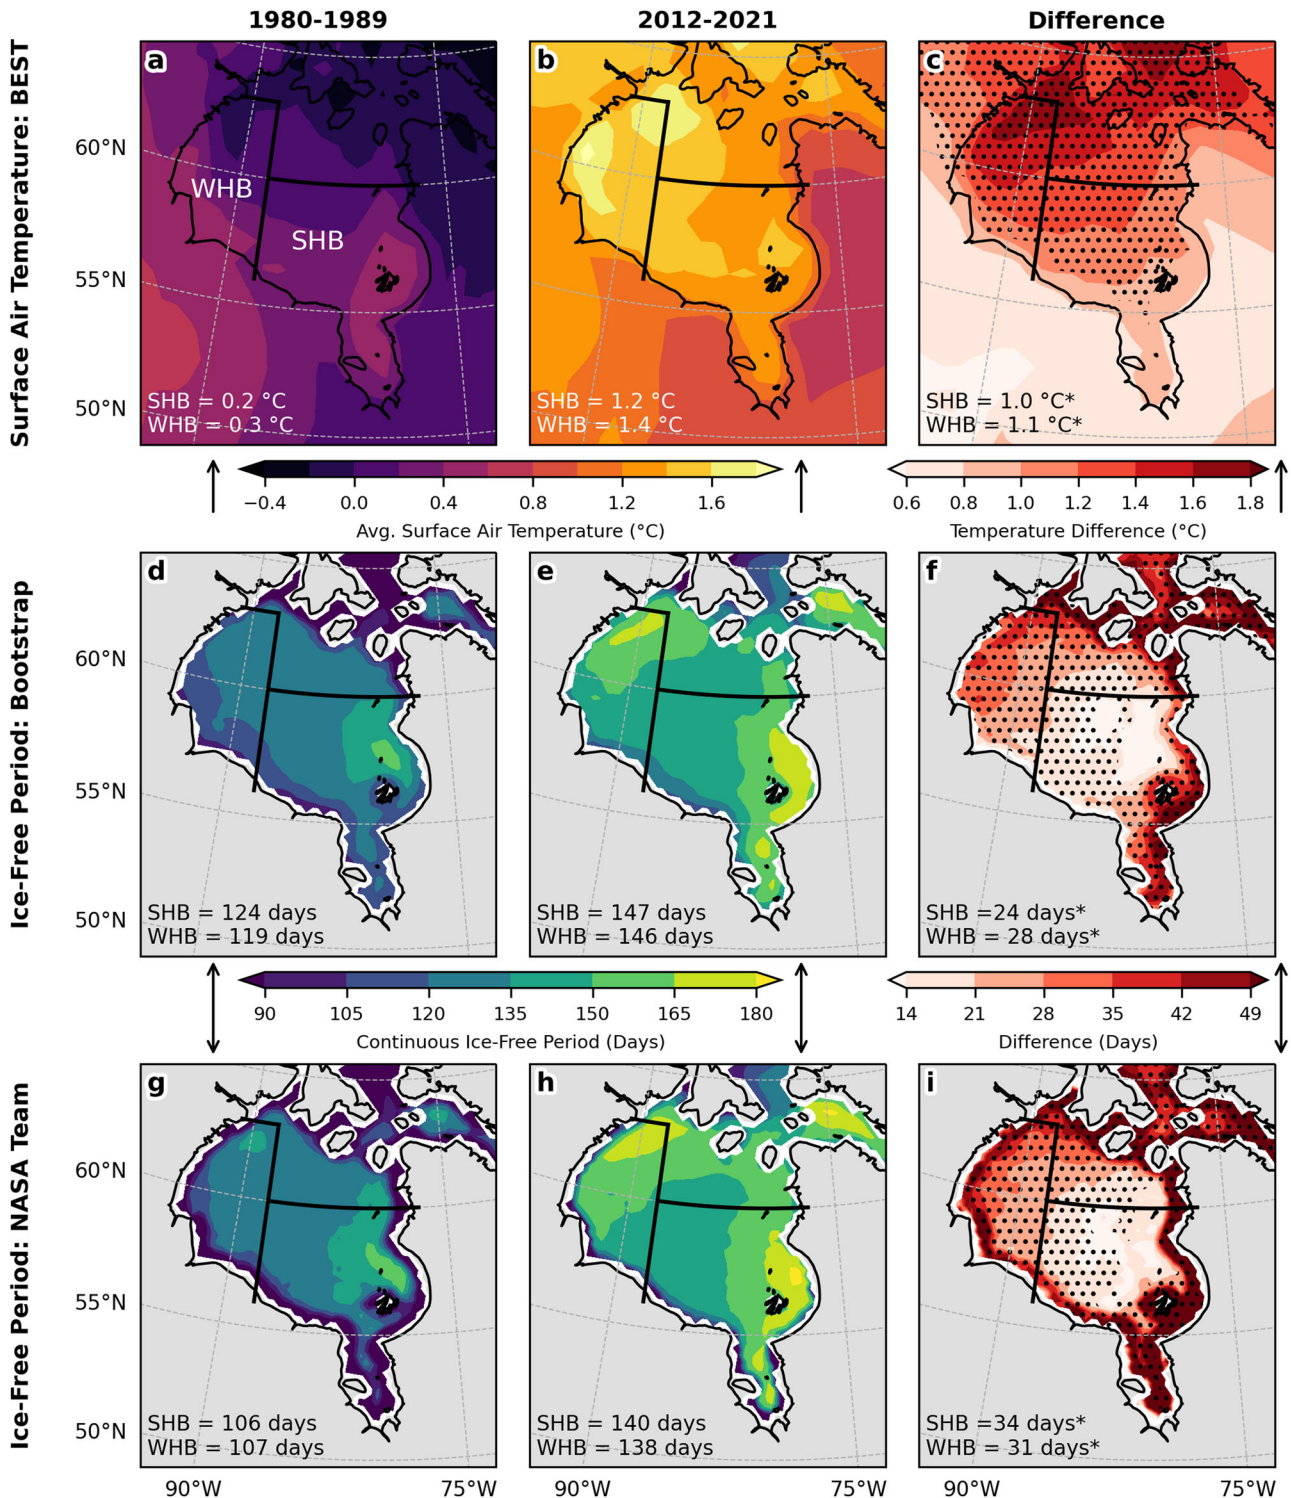 1980-1989 2012-2021 Difference
Surface Air Temperature: BEST
a b c
60°N
WHB
SHB
55°N
50°N
SHB = 0.2 °C
WHB = 0.3 °C
SHB = 1.2 °C
WHB = 1.4 °C
SHB = 1.0 °C*
WHB = 1.1 °C*
−0.4 0.0 0.4 0.8 1.2 1.6
Avg. Surface Air Temperature (°C)
0.6 0.8 1.0 1.2 1.4 1.6 1.8
Temperature Difference (°C)
Ice-Free Period: Bootstrap
d e f
60°N
55°N
50°N
SHB = 124 days
WHB = 119 days
SHB = 147 days
WHB = 146 days
SHB =24 days*
WHB = 28 days*
90 105 120 135 150 165 180
Continuous Ice-Free Period (Days)
14 21 28 35 42 49
Difference (Days)
Ice-Free Period: NASA Team
g h i
60°N
55°N
50°N
SHB = 106 days
WHB = 107 days
SHB = 140 days
WHB = 138 days
SHB =34 days*
WHB = 31 days*
90°W 75°W 90°W 75°W 90°W 75°W